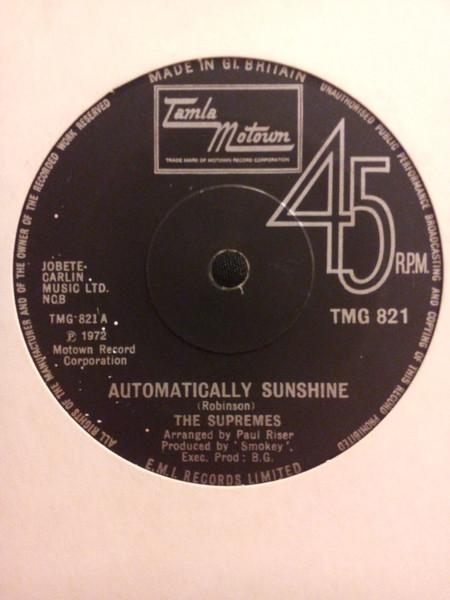 MADE IN GT. BRITAIN
UNAUTHORISED PUBLIC PERFORMANCE BROADCASTING AND COPYING OF THIS RECORD PROHIBITED
ALL RIGHTS OF THE MANUFACTURER AND OF THE OWNER OF THE RECORDED WORK RESERVED
Tamla
Motown
TRADE MARK OF MOTOWN RECORD CORPORATION
45 R.P.M.
TMG 821
JOBETE-
CARLIN
MUSIC LTD.
NCB
TMG·821 A
℗ 1972
Motown Record
Corporation
AUTOMATICALLY SUNSHINE
(Robinson)
THE SUPREMES
Arranged by Paul Riser
Produced by 'Smokey'.
Exec. Prod : B.G.
E.M.I. RECORDS LIMITED